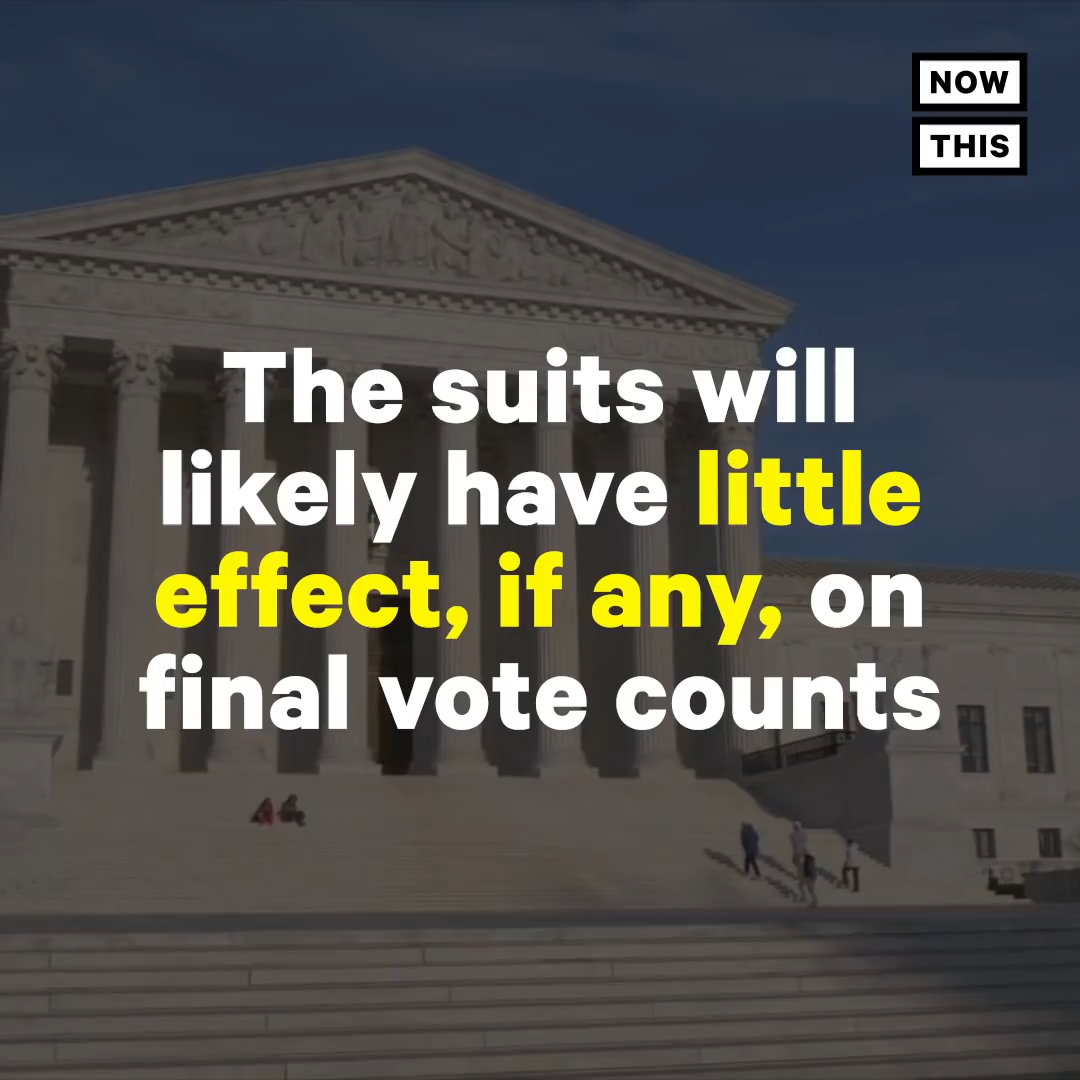 NOW
THIS
The suits will
likely have little
effect, if any, on
final vote counts